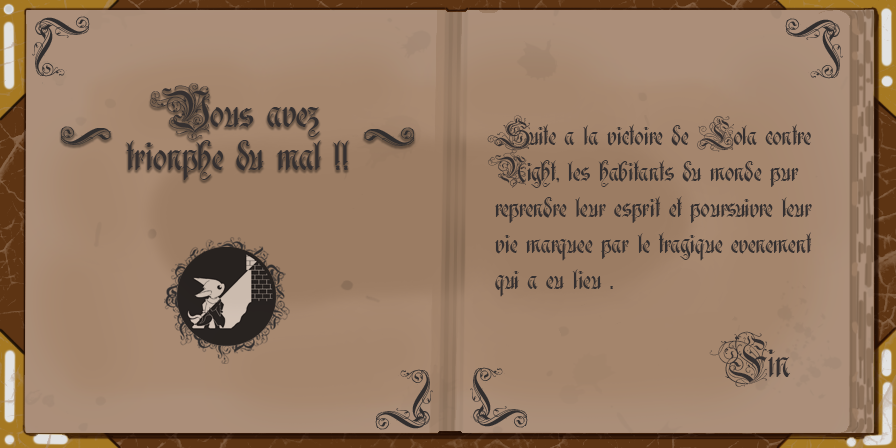 Vous avez
trionphe du mal !!
Suite a la victoire de Lola contre
Night, les habitants du monde pur
reprendre leur esprit et poursuivre leur
vie marquee par le tragique evenement
qui a eu lieu .
Fin